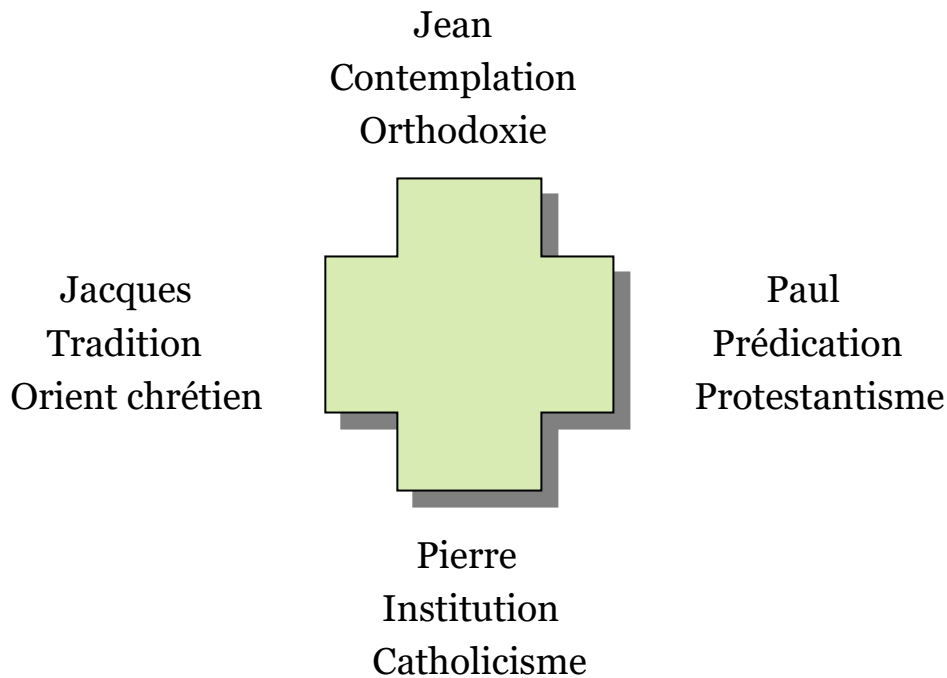 Jean
Contemplation
Orthodoxie
Jacques
Tradition
Orient chrétien
Paul
Prédication
Protestantisme
Pierre
Institution
Catholicisme